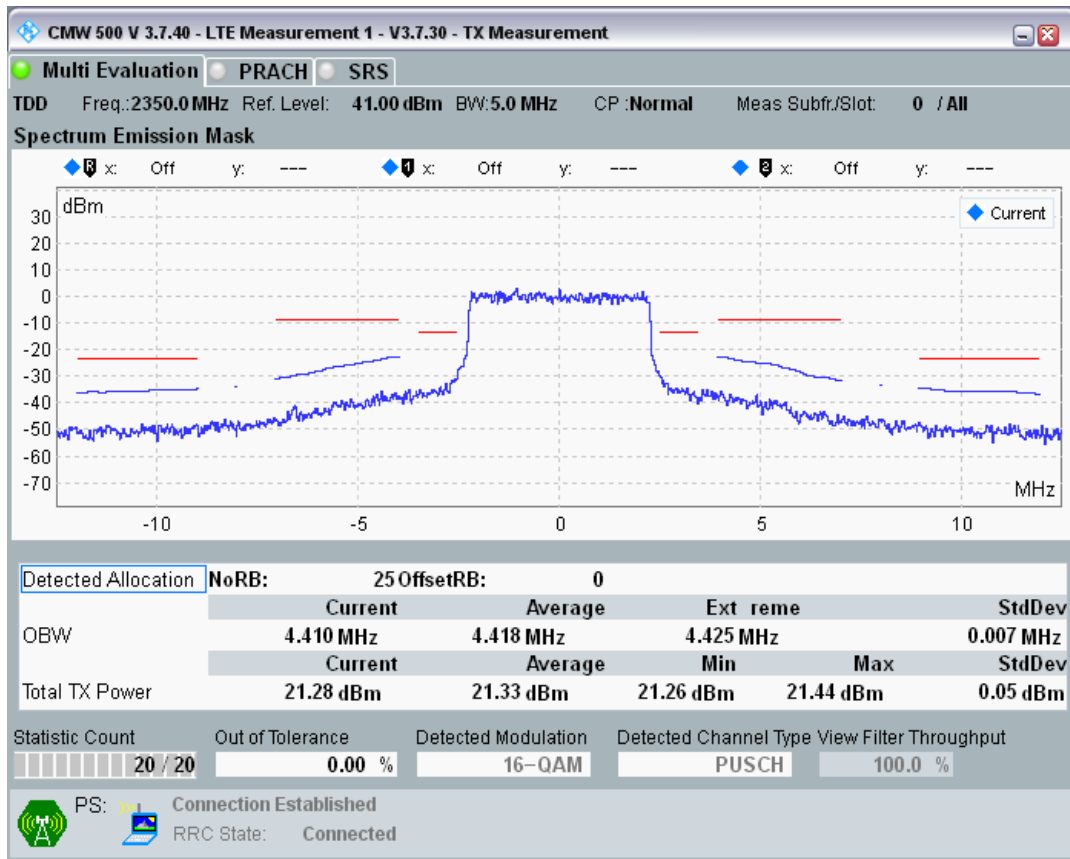 CMW 500 V 3.7.40 - LTE Measurement 1 - V3.7.30 - TX Measurement
Multi Evaluation PRACH SRS
TDD Freq.:2350.0 MHz Ref. Level: 41.00 dBm BW:5.0 MHz CP :Normal Meas Subfr./Slot: 0 / All
Spectrum Emission Mask
R x: Off y: --- 1 x: Off y: --- 2 x: Off y: ---
dBm
Current
30
20
10
0
-10
-20
-30
-40
-50
-60
-70
MHz
-10 -5 0 5 10
Detected Allocation NoRB: 25 OffsetRB: 0
Current Average Ext reme StdDev
OBW 4.410 MHz 4.418 MHz 4.425 MHz 0.007 MHz
Current Average Min Max StdDev
Total TX Power 21.28 dBm 21.33 dBm 21.26 dBm 21.44 dBm 0.05 dBm
Statistic Count Out of Tolerance Detected Modulation Detected Channel Type View Filter Throughput
20 / 20 0.00 % 16-QAM PUSCH 100.0 %
PS: Connection Established
RRC State: Connected